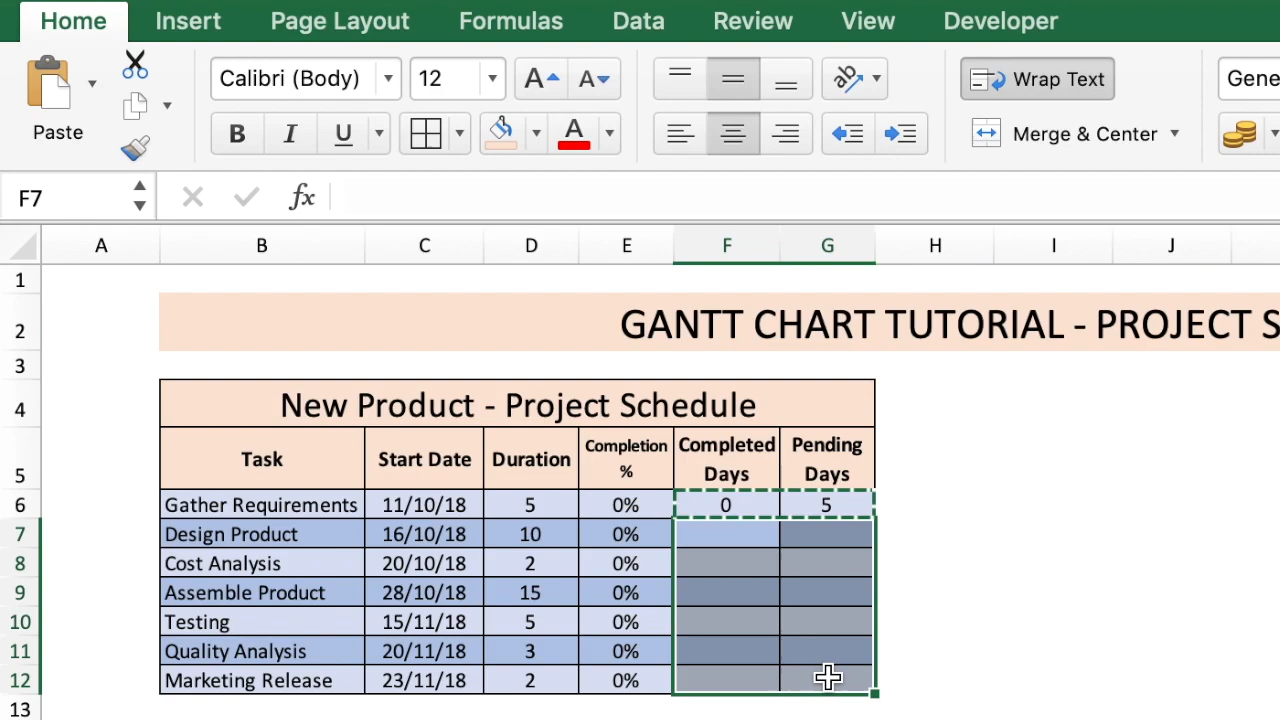 Home Insert Page Layout Formulas Data Review View Developer
Calibri (Body) 12 A A ab Wrap Text Gene
Paste B I U A Merge & Center
F7 fx
A B C D E F G H I J
1
2 GANTT CHART TUTORIAL - PROJECT S
3
4 New Product - Project Schedule
5 Task Start Date Duration Completion % Completed Days Pending Days
6 Gather Requirements 11/10/18 5 0% 0 5
7 Design Product 16/10/18 10 0%
8 Cost Analysis 20/10/18 2 0%
9 Assemble Product 28/10/18 15 0%
10 Testing 15/11/18 5 0%
11 Quality Analysis 20/11/18 3 0%
12 Marketing Release 23/11/18 2 0%
13